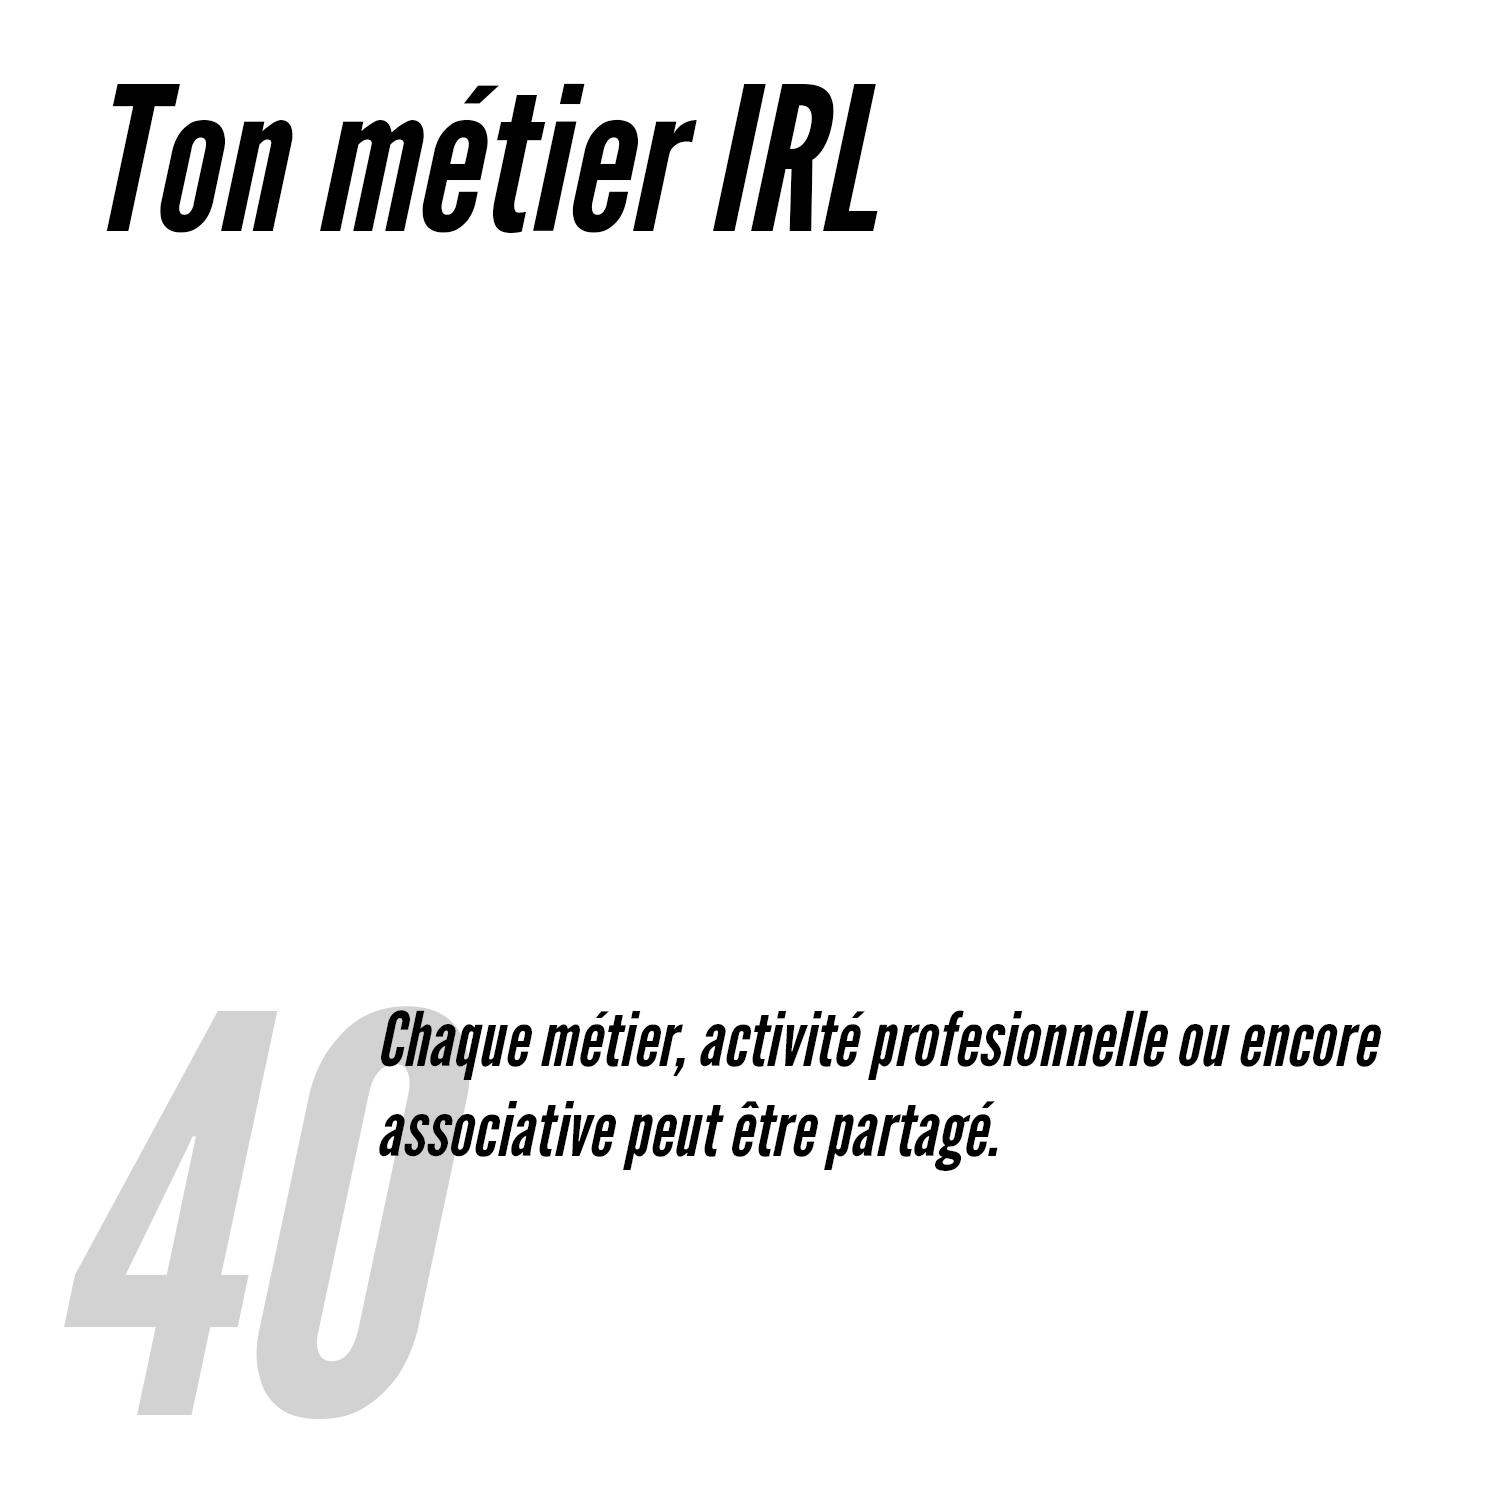 Ton métier IRL
Chaque métier, activité profesionnelle ou encore
associative peut être partagé.
40